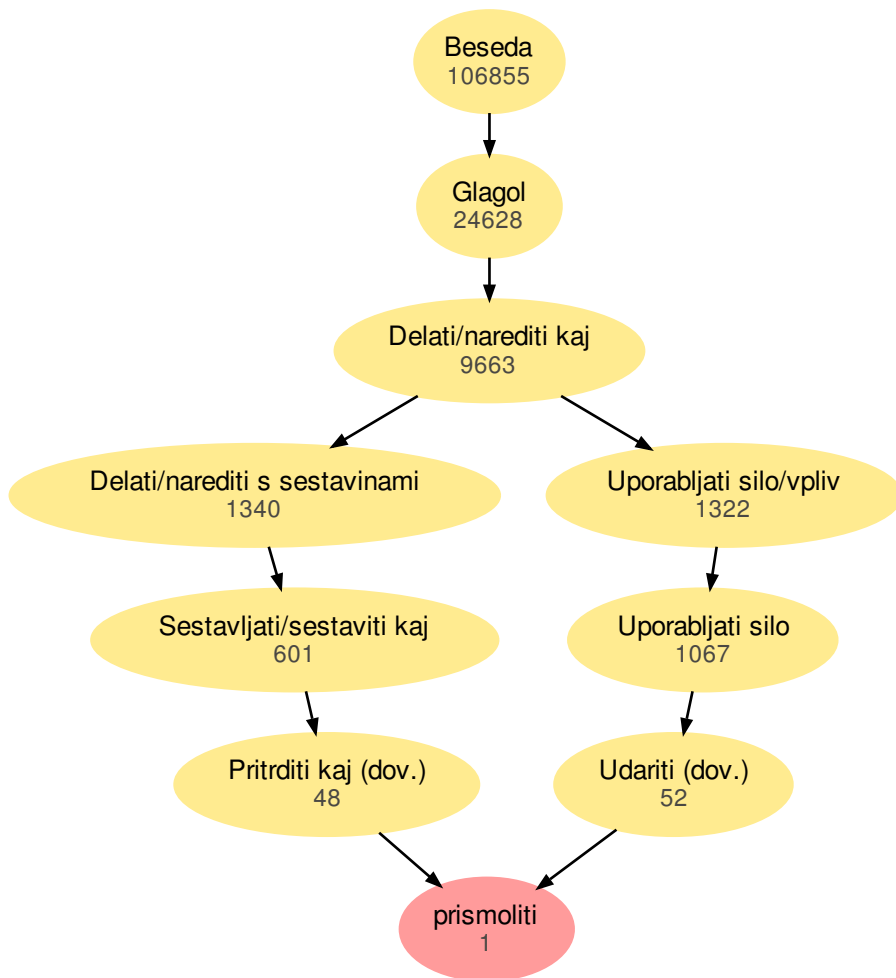 Beseda
106855
Glagol
24628
Delati/narediti kaj
9663
Delati/narediti s sestavinami
1340
Uporabljati silo/vpliv
1322
Sestavljati/sestaviti kaj
601
Uporabljati silo
1067
Pritrditi kaj (dov.)
48
Udariti (dov.)
52
prismoliti
1